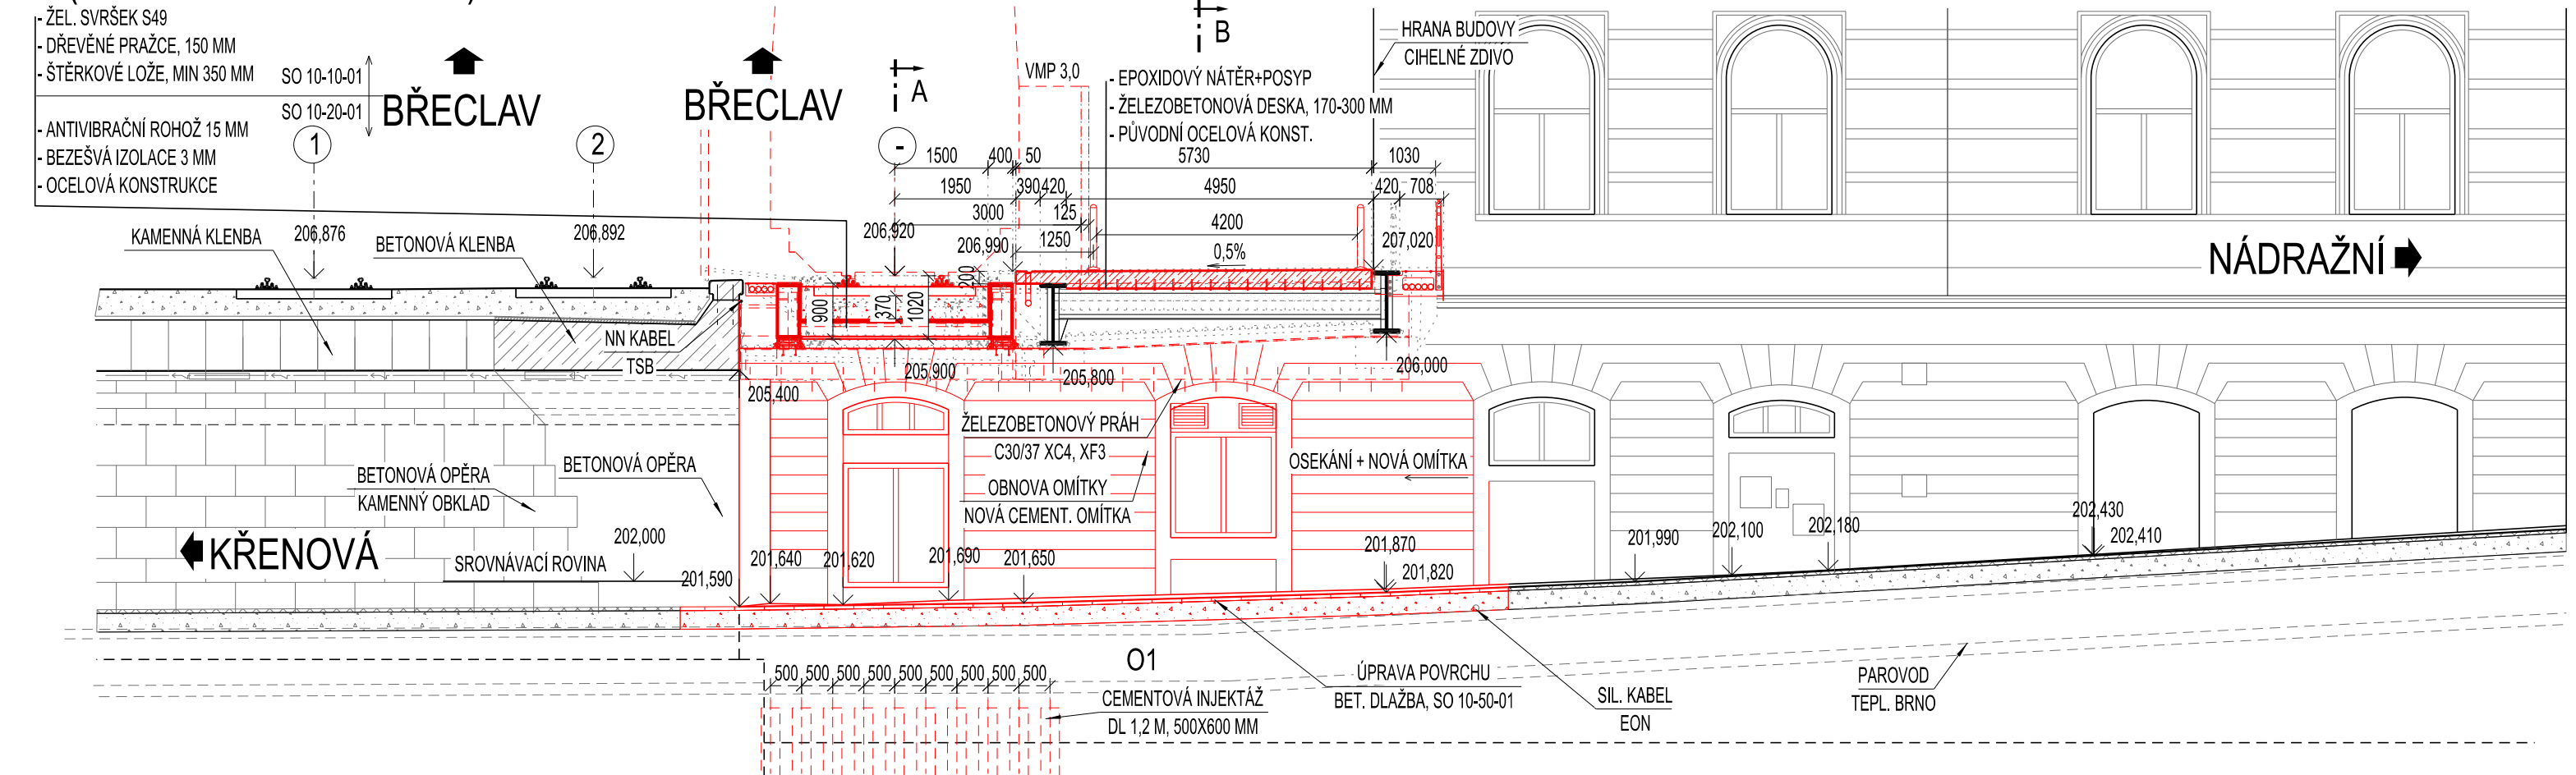 - ŽEL. SVRŠEK S49
- DŘEVĚNÉ PRAŽCE, 150 MM
- ŠTĚRKOVÉ LOŽE, MIN 350 MM
SO 10-10-01
SO 10-20-01
- ANTIVIBRAČNÍ ROHOŽ 15 MM
- BEZEŠVÁ IZOLACE 3 MM
- OCELOVÁ KONSTRUKCE
BŘECLAV
BŘECLAV
1
2
-
A
B
VMP 3,0
- EPOXIDOVÝ NÁTĚR+POSYP
- ŽELEZOBETONOVÁ DESKA, 170-300 MM
- PŮVODNÍ OCELOVÁ KONST.
HRANA BUDOVY
CIHELNÉ ZDIVO
1500
400
50
5730
1030
1950
390
420
4950
420
708
3000
125
4200
1250
0,5%
KAMENNÁ KLENBA
206,876
BETONOVÁ KLENBA
206,892
206,920
206,990
207,020
NÁDRAŽNÍ
200
900
370
1020
NN KABEL
TSB
205,900
205,800
206,000
205,400
ŽELEZOBETONOVÝ PRÁH
C30/37 XC4, XF3
OBNOVA OMÍTKY
NOVÁ CEMENT. OMÍTKA
OSEKÁNÍ + NOVÁ OMÍTKA
BETONOVÁ OPĚRA
KAMENNÝ OBKLAD
BETONOVÁ OPĚRA
KŘENOVÁ
SROVNÁVACÍ ROVINA
202,000
201,590
201,640
201,620
201,690
201,650
201,870
201,820
201,990
202,100
202,180
202,430
202,410
O1
500 500 500 500 500 500 500 500 500
CEMENTOVÁ INJEKTÁŽ
DL 1,2 M, 500X600 MM
ÚPRAVA POVRCHU
BET. DLAŽBA, SO 10-50-01
SIL. KABEL
EON
PAROVOD
TEPL. BRNO